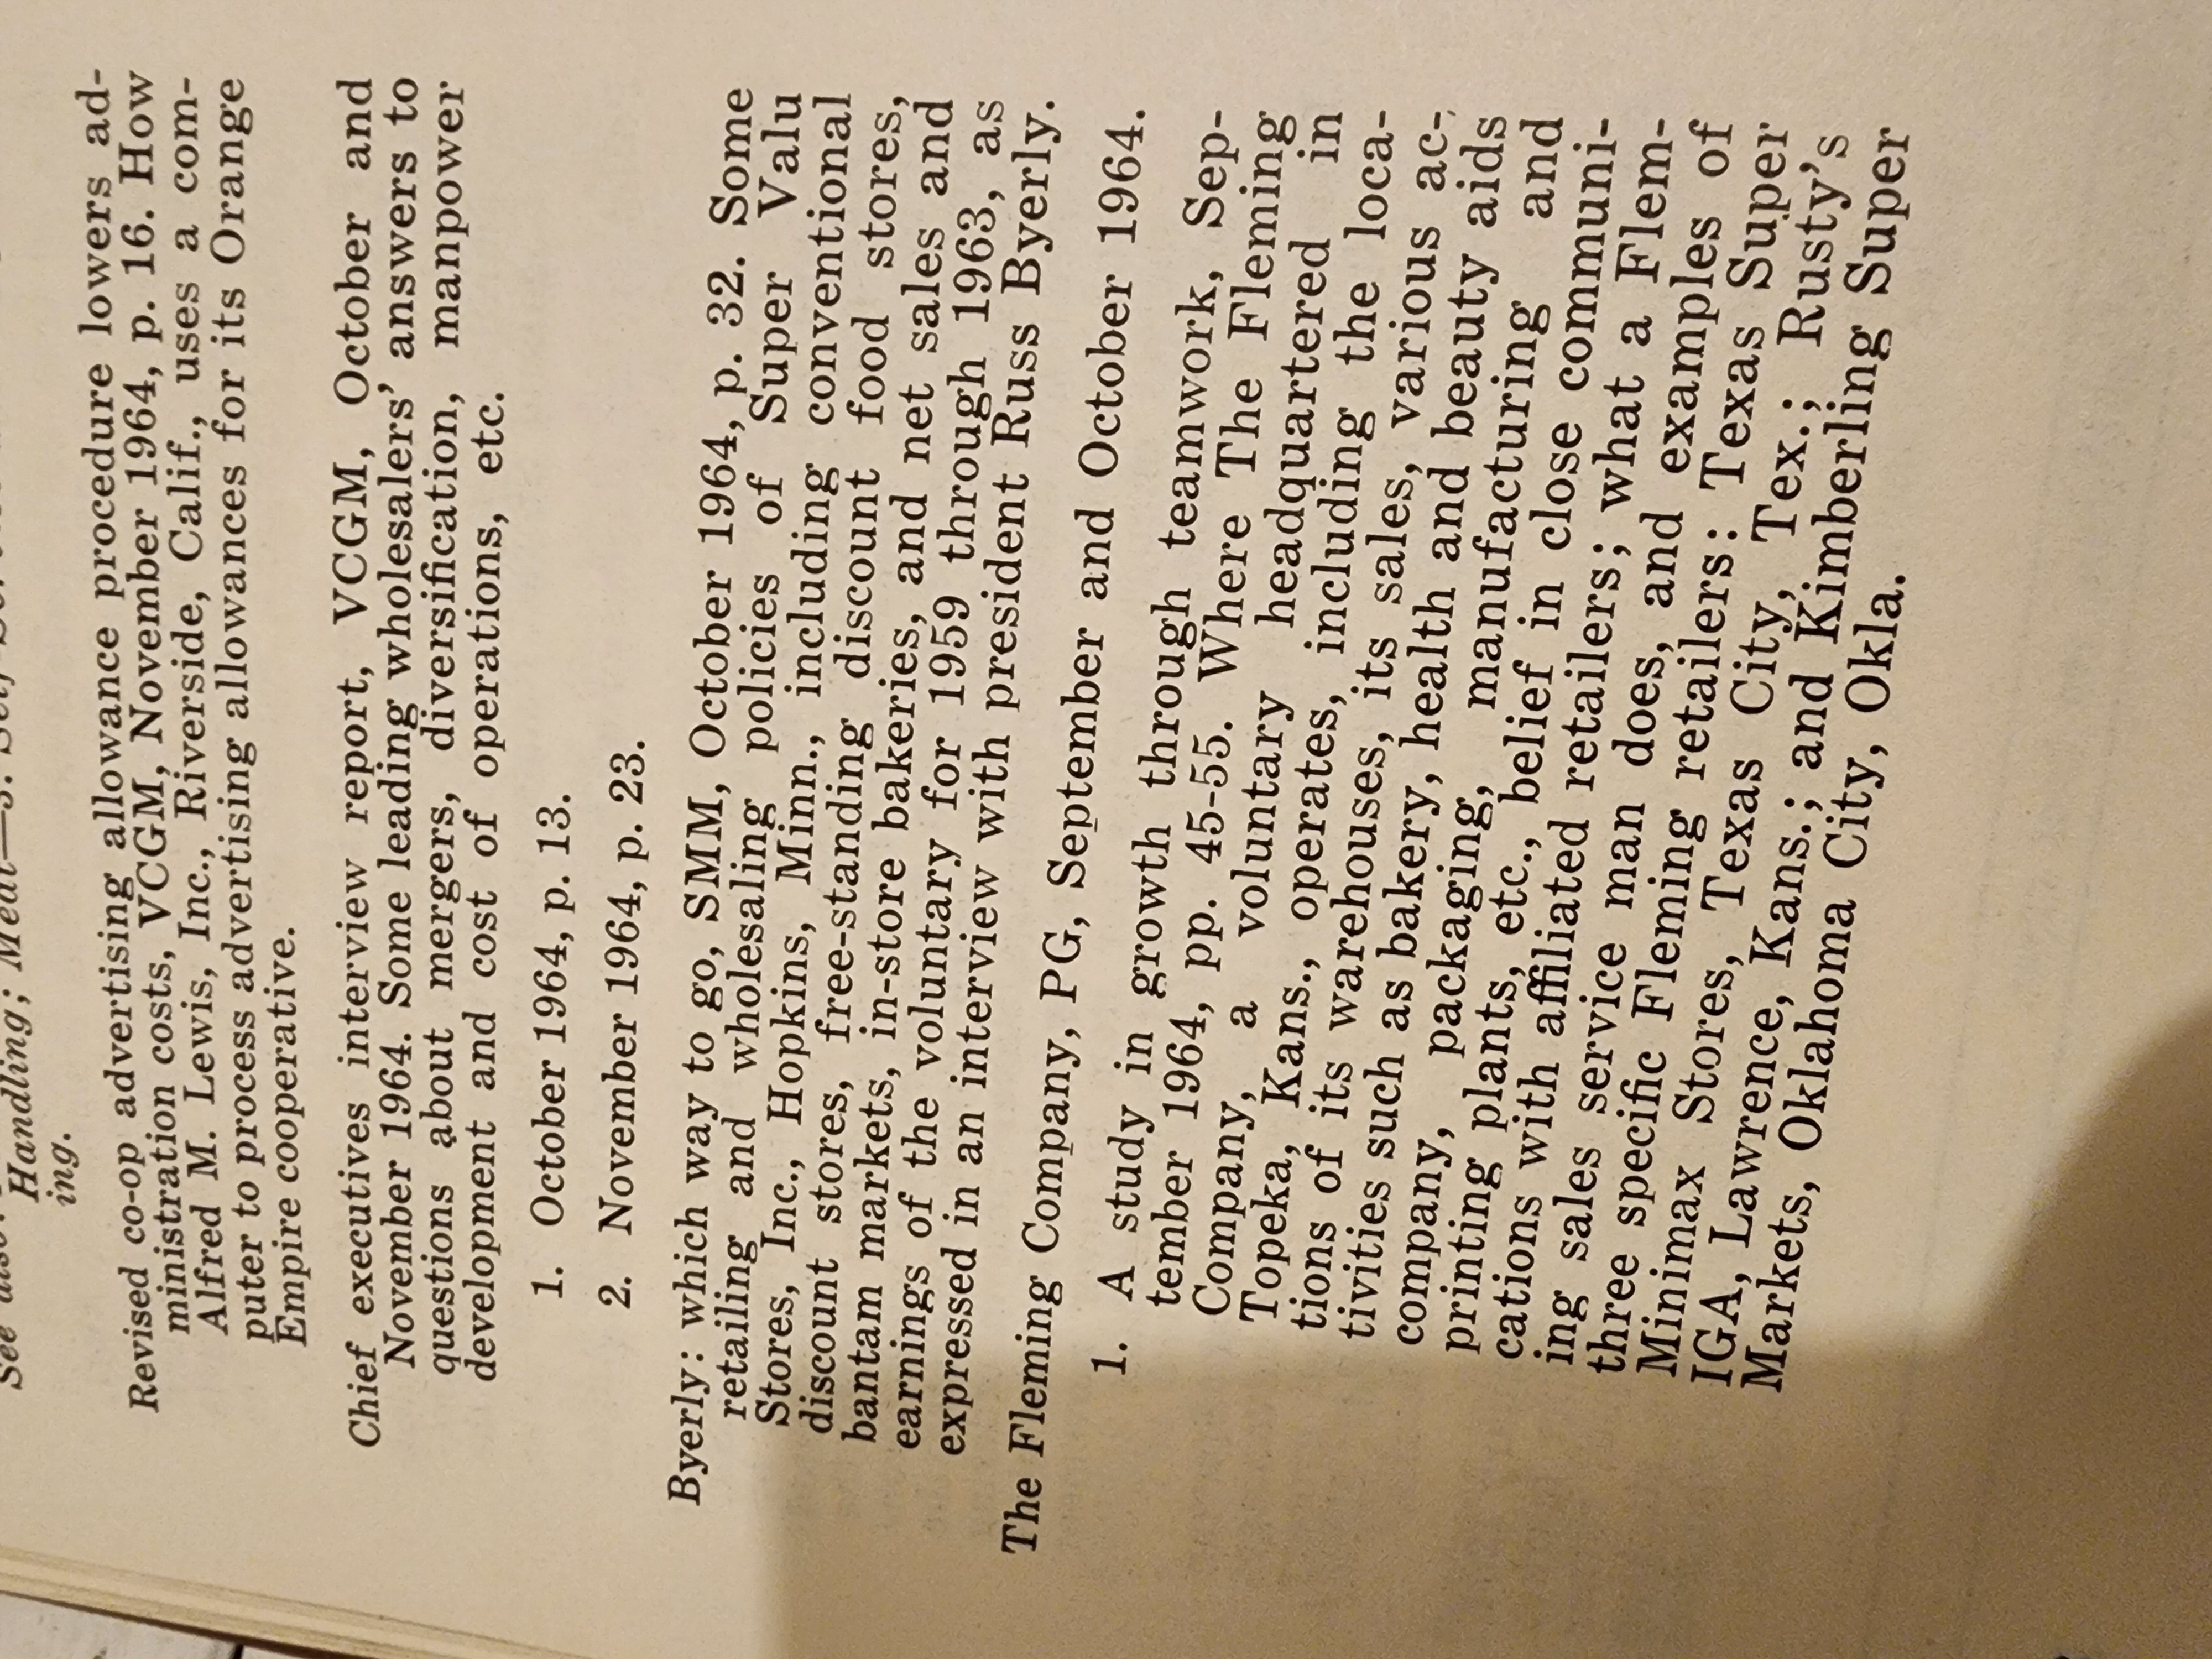 Handling; Meat—3. Self
ing.
Revised co-op advertising allowance procedure lowers ad-
ministration costs, VCGM, November 1964, p. 16. How
Alfred M. Lewis, Inc., Riverside, Calif., uses a com-
puter to process advertising allowances for its Orange
Empire cooperative.
Chief executives interview report, VCGM, October and
November 1964. Some leading wholesalers' answers to
questions about mergers, diversification, manpower
development and cost of operations, etc.
1. October 1964, p. 13.
2. November 1964, p. 23.
Byerly: which way to go, SMM, October 1964, p. 32. Some
retailing and wholesaling policies of Super Valu
Stores, Inc., Hopkins, Minn., including conventional
discount stores, free-standing discount food stores,
bantam markets, in-store bakeries, and net sales and
earnings of the voluntary for 1959 through 1963, as
expressed in an interview with president Russ Byerly.
The Fleming Company, PG, September and October 1964.
1. A study in growth through teamwork, Sep-
tember 1964, pp. 45-55. Where The Fleming
Company, a voluntary headquartered in
Topeka, Kans., operates, including the loca-
tions of its warehouses, its sales, various ac-
tivities such as bakery, health and beauty aids
company, packaging, manufacturing and
printing plants, etc., belief in close communi-
cations with affiliated retailers; what a Flem-
ing sales service man does, and examples of
three specific Fleming retailers: Texas Super
Minimax Stores, Texas City, Tex.; Rusty's
IGA, Lawrence, Kans.; and Kimberling Super
Markets, Oklahoma City, Okla.